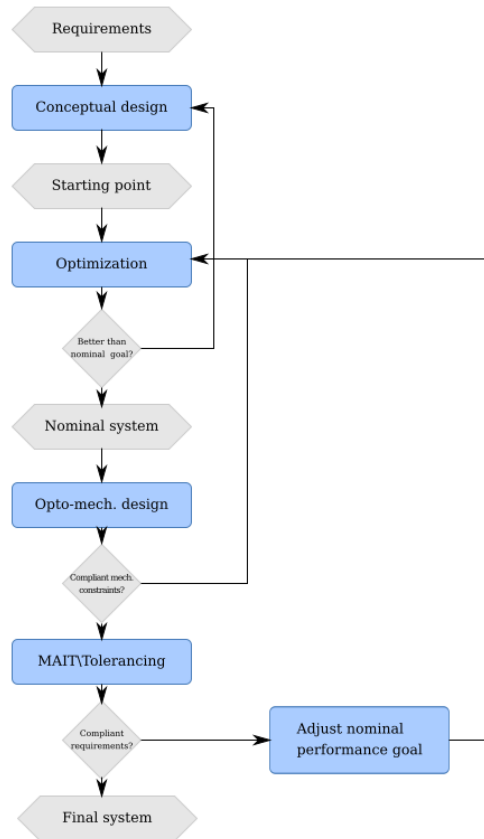 Requirements
Conceptual design
Starting point
Optimization
Better than
nominal goal?
Nominal system
Opto-mech. design
Compliant mech.
constraints?
MAIT\Tolerancing
Compliant
requirements?
Adjust nominal
performance goal
Final system